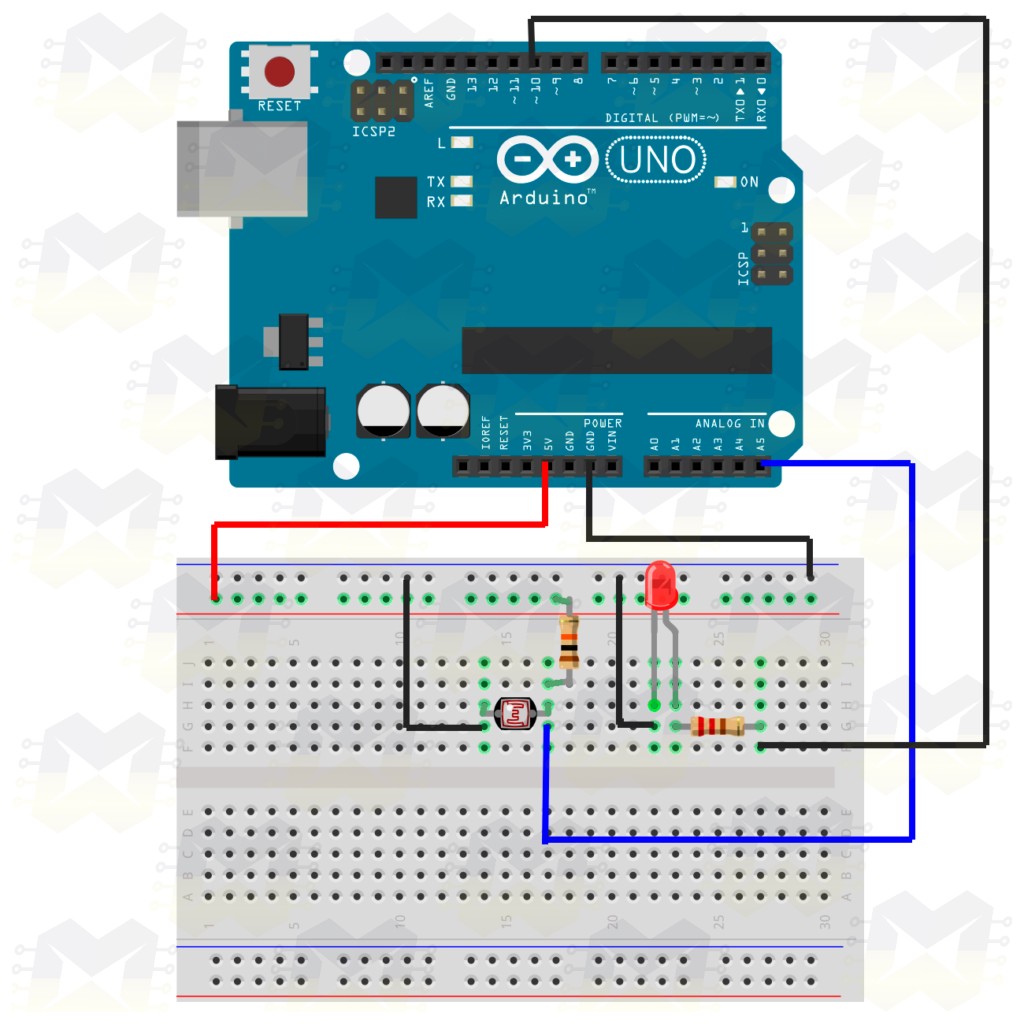 RESET
ICSP2
AREF
GND
13
12
~11
~10
~9
8
7
~6
~5
4
~3
2
TX0▶1
RX0◀0
DIGITAL (PWM=~)
L
TX
RX
Arduino™
UNO
ON
1
ICSP
IOREF
RESET
3V3
5V
GND
GND
VIN
POWER
A0
A1
A2
A3
A4
A5
ANALOG IN
1 5 10 15 20 25 30
J J
I I
H H
G G
F F
E E
D D
C C
B B
A A
1 5 10 15 20 25 30